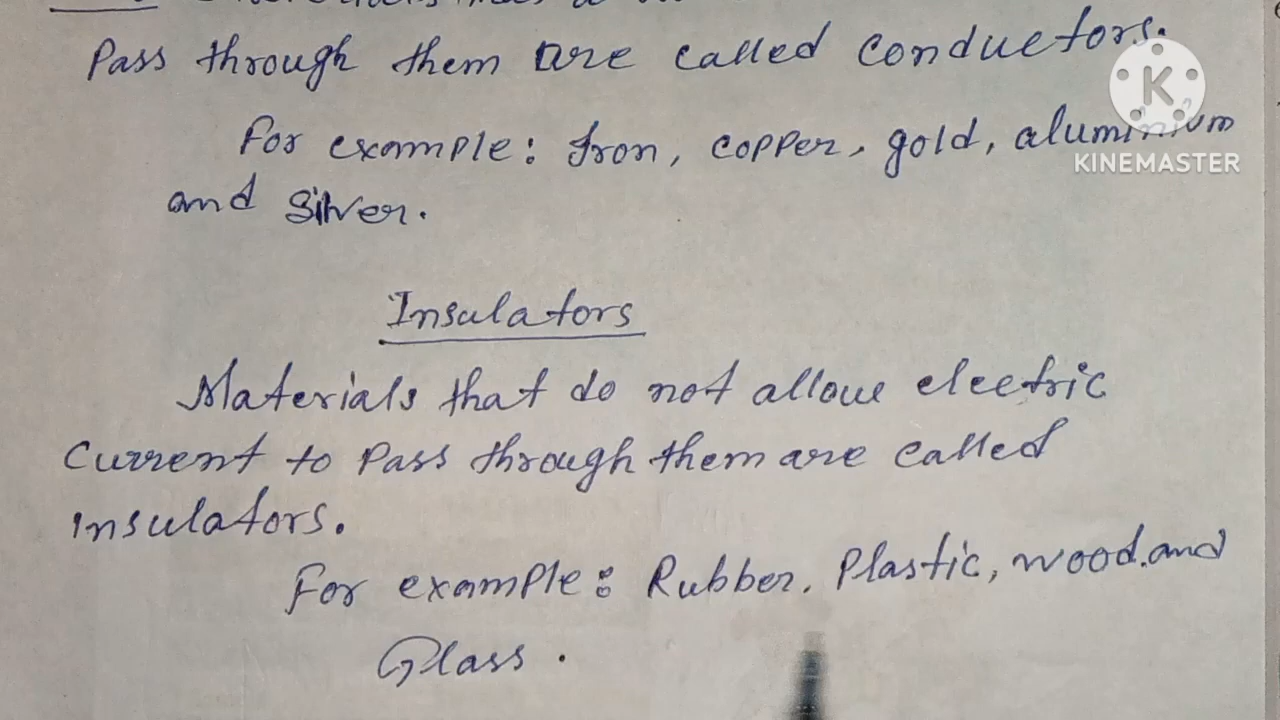 Pass through them are called conductors.
For example: Iron, copper, gold, aluminium
and Silver.
K
KINEMASTER
Insulators
Materials that do not allow electric
current to pass through them are called
insulators.
For example: Rubber, Plastic, wood, and
Glass.